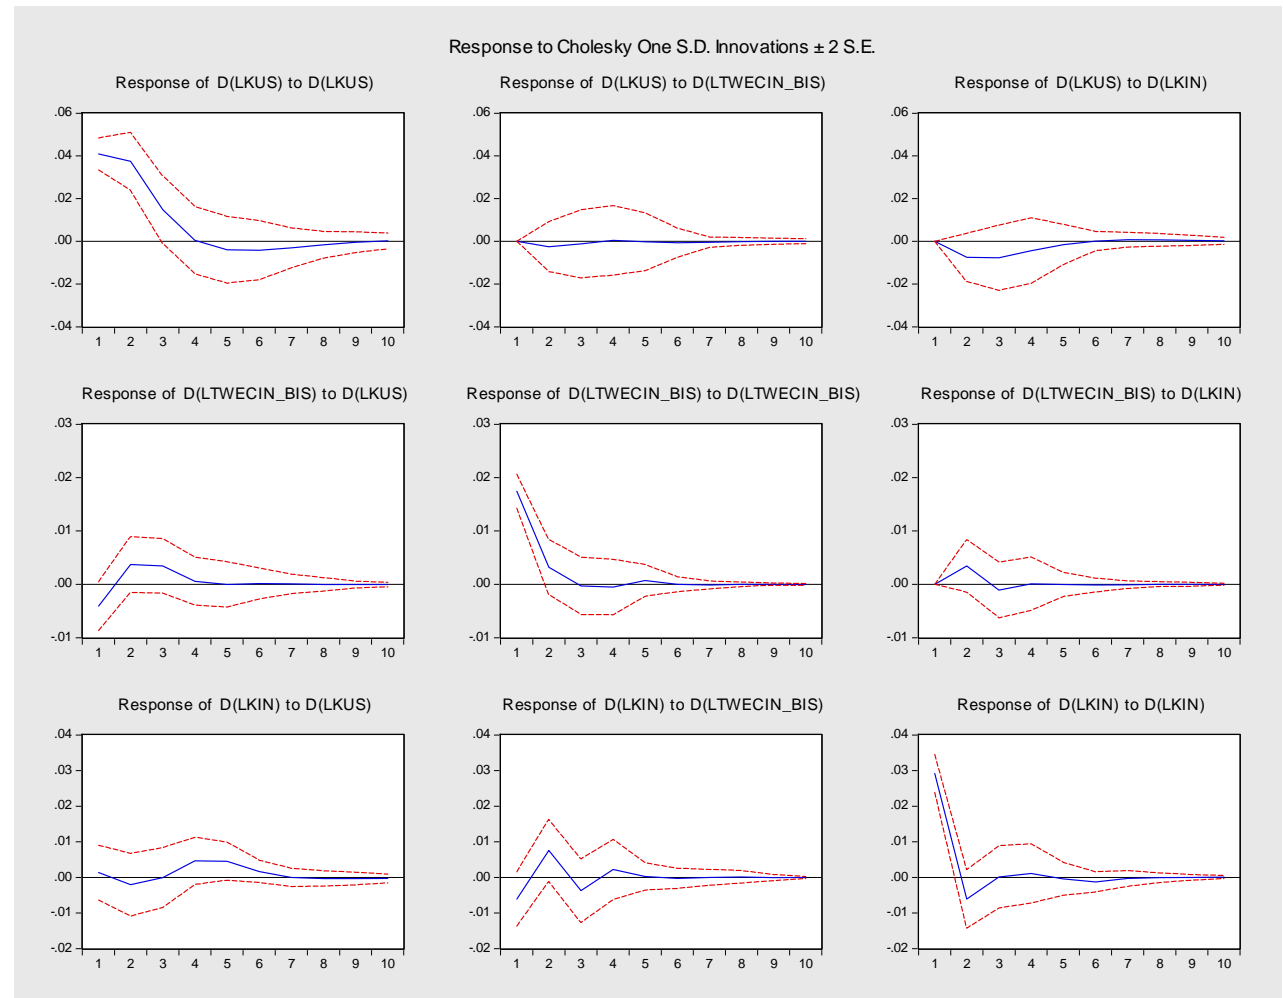 Response to Cholesky One S.D. Innovations ± 2 S.E.
Response of D(LKUS) to D(LKUS)
.06
.04
.02
.00
-.02
-.04
1 2 3 4 5 6 7 8 9 10
Response of D(LKUS) to D(LTWECIN_BIS)
.06
.04
.02
.00
-.02
-.04
1 2 3 4 5 6 7 8 9 10
Response of D(LKUS) to D(LKIN)
.06
.04
.02
.00
-.02
-.04
1 2 3 4 5 6 7 8 9 10
Response of D(LTWECIN_BIS) to D(LKUS)
.03
.02
.01
.00
-.01
1 2 3 4 5 6 7 8 9 10
Response of D(LTWECIN_BIS) to D(LTWECIN_BIS)
.03
.02
.01
.00
-.01
1 2 3 4 5 6 7 8 9 10
Response of D(LTWECIN_BIS) to D(LKIN)
.03
.02
.01
.00
-.01
1 2 3 4 5 6 7 8 9 10
Response of D(LKIN) to D(LKUS)
.04
.03
.02
.01
.00
-.01
-.02
1 2 3 4 5 6 7 8 9 10
Response of D(LKIN) to D(LTWECIN_BIS)
.04
.03
.02
.01
.00
-.01
-.02
1 2 3 4 5 6 7 8 9 10
Response of D(LKIN) to D(LKIN)
.04
.03
.02
.01
.00
-.01
-.02
1 2 3 4 5 6 7 8 9 10